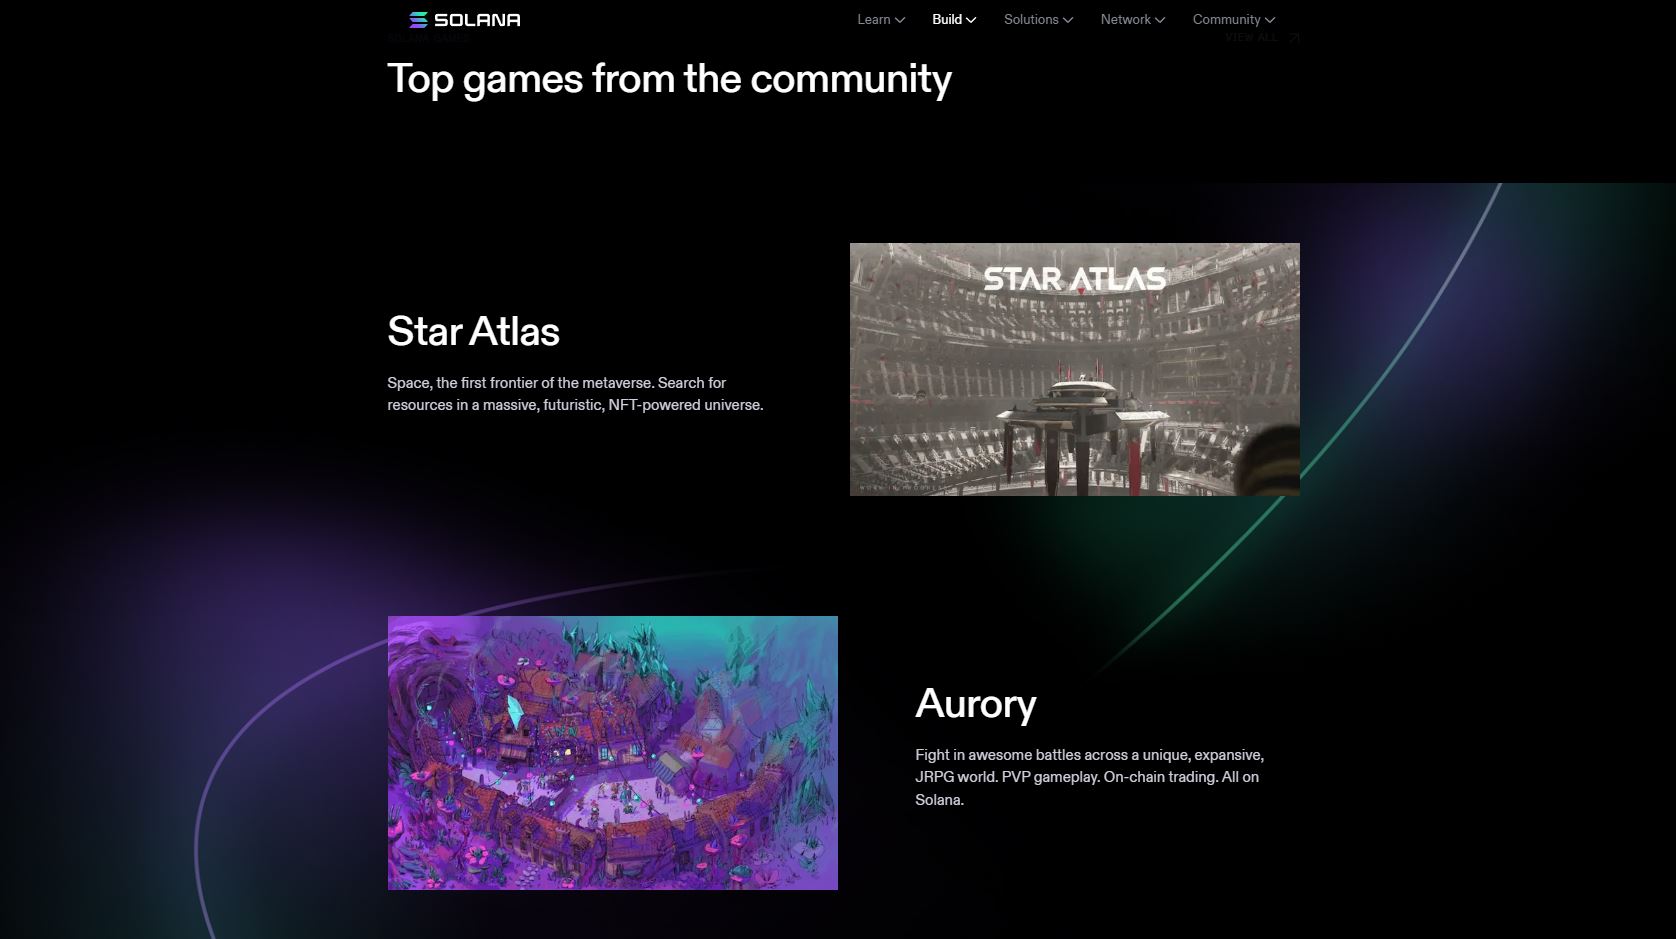 SOLANA
Learn
Build
Solutions
Network
Community
SOLANA GAMES
VIEW ALL
Top games from the community
STAR ATLAS
Star Atlas
Space, the first frontier of the metaverse. Search for
resources in a massive, futuristic, NFT-powered universe.
WORK IN PROGRESS
Aurory
Fight in awesome battles across a unique, expansive,
JRPG world. PVP gameplay. On-chain trading. All on
Solana.